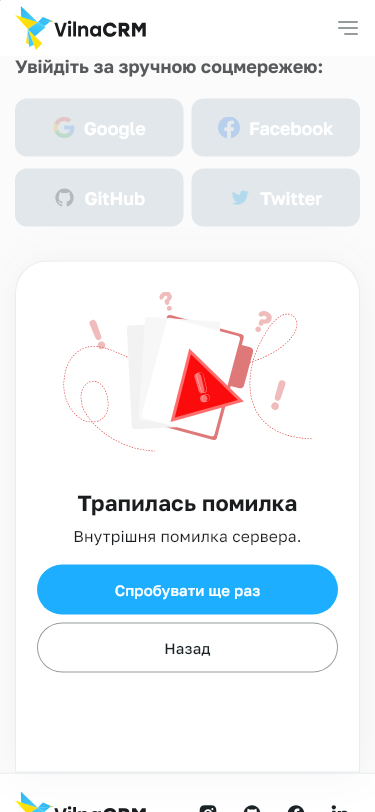 VilnaCRM
Увійдіть за зручною соцмережею:
Google
Facebook
GitHub
Twitter
Трапилась помилка
Внутрішня помилка сервера.
Спробувати ще раз
Назад
VilnaCRM